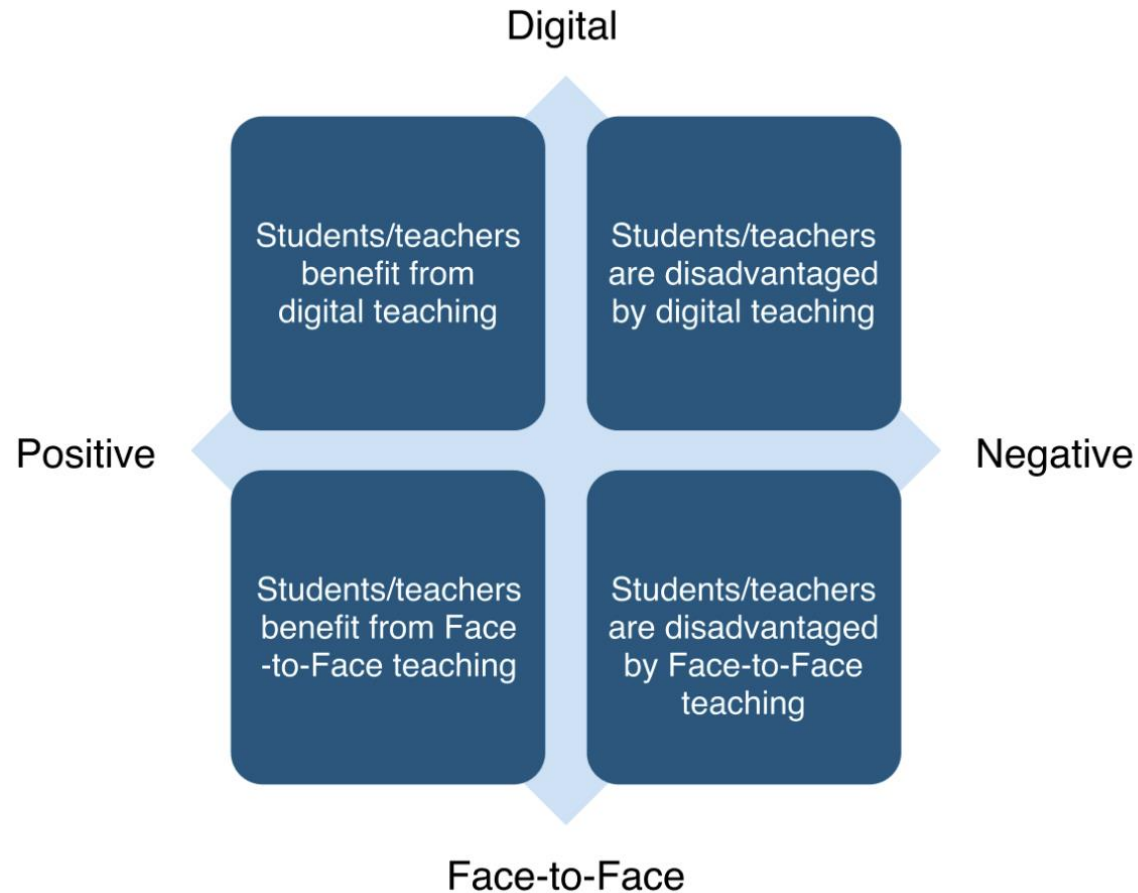 Digital
Students/teachers
benefit from
digital teaching
Students/teachers
are disadvantaged
by digital teaching
Positive
Negative
Students/teachers
benefit from Face
-to-Face teaching
Students/teachers
are disadvantaged
by Face-to-Face
teaching
Face-to-Face